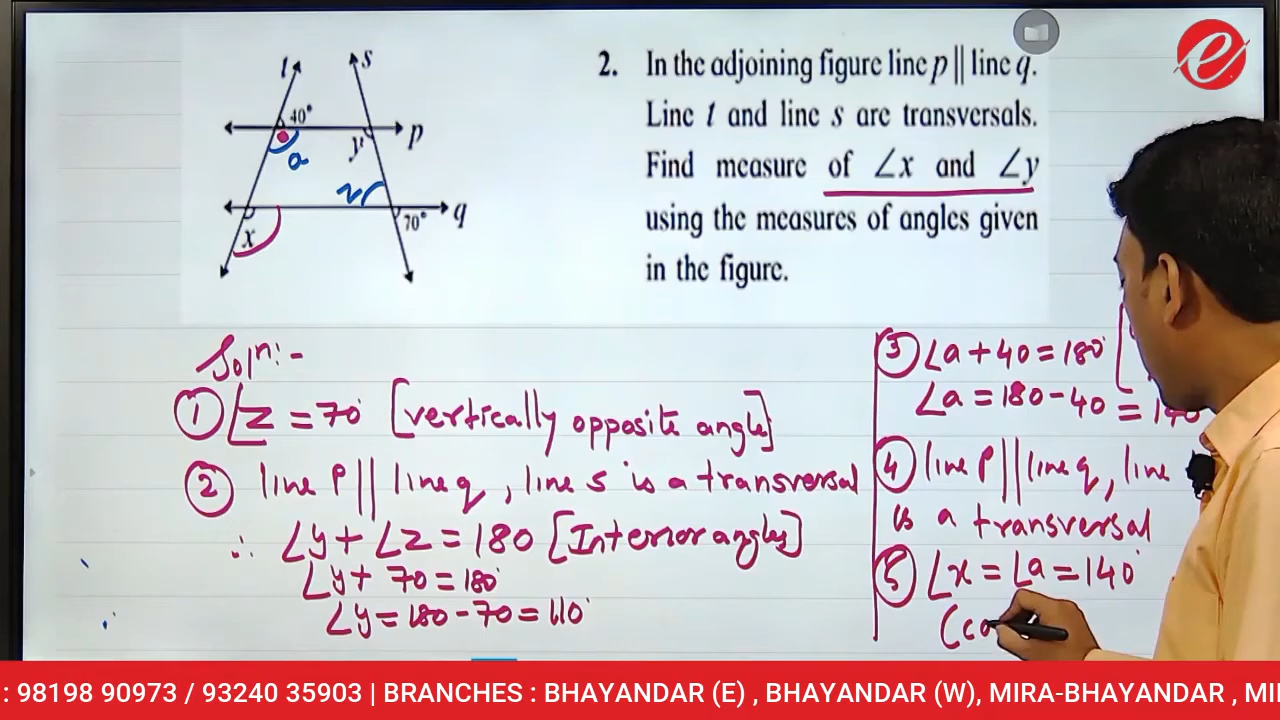 l
s
40°
p
a
y
z
q
x
70°
2. In the adjoining figure line p || line q.
Line l and line s are transversals.
Find measure of ∠x and ∠y
using the measures of angles given
in the figure.
e
Solⁿ:-
① ∠z = 70° [vertically opposite angle]
② line P || line q, line s is a transversal
∴ ∠y + ∠z = 180 [Interior angles]
∠y + 70 = 180°
∠y = 180 - 70 = 110°
③ ∠a + 40 = 180°
∠a = 180 - 40 = 140
④ line P || line q, line
is a transversal
⑤ ∠x = ∠a = 140°
(co
: 98198 90973 / 93240 35903 | BRANCHES : BHAYANDAR (E) , BHAYANDAR (W), MIRA-BHAYANDAR ,